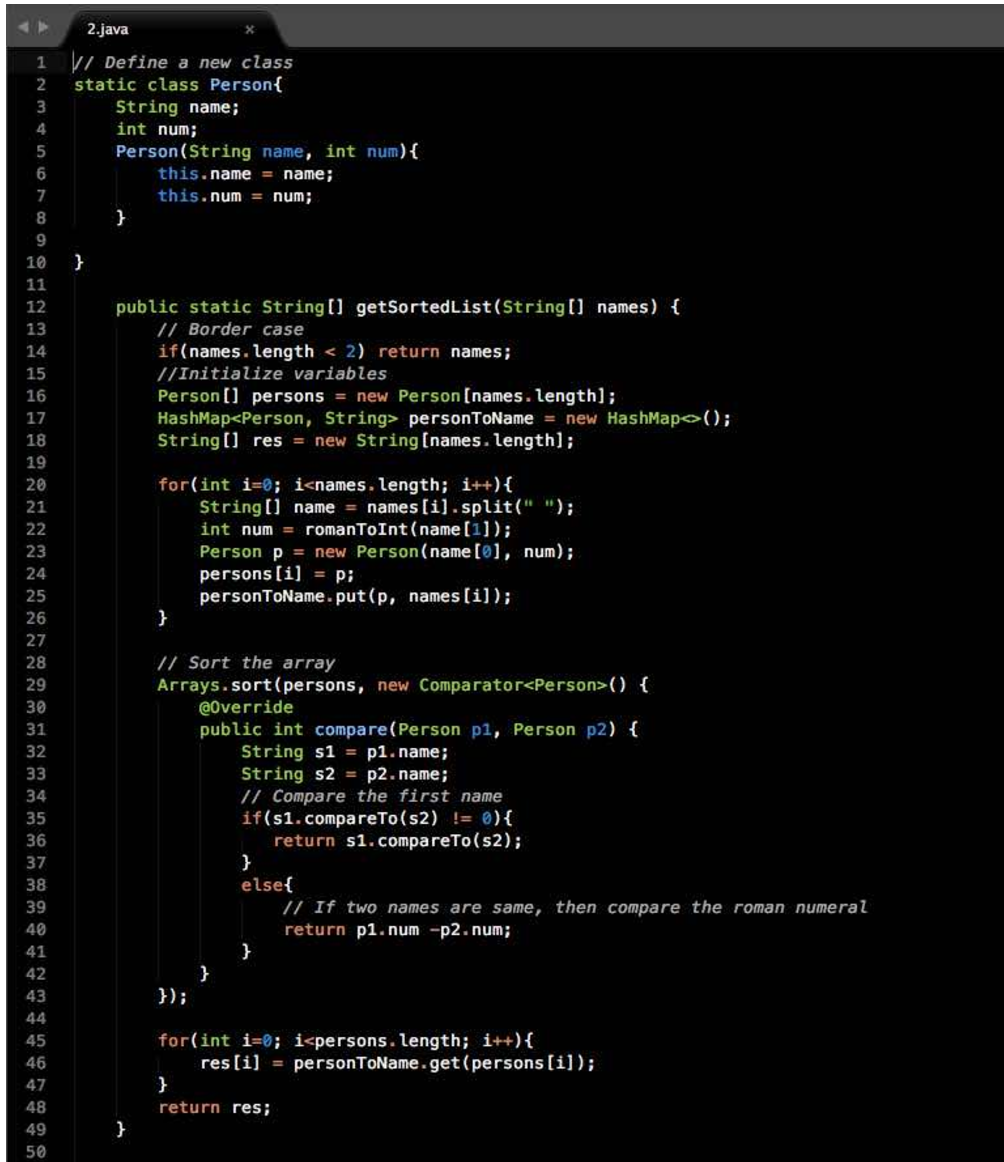 2.java
1 // Define a new class
2 static class Person{
3     String name;
4     int num;
5     Person(String name, int num){
6         this.name = name;
7         this.num = num;
8     }
9
10 }
11
12     public static String[] getSortedList(String[] names) {
13         // Border case
14         if(names.length < 2) return names;
15         //Initialize variables
16         Person[] persons = new Person[names.length];
17         HashMap<Person, String> personToName = new HashMap<>();
18         String[] res = new String[names.length];
19
20         for(int i=0; i<names.length; i++){
21             String[] name = names[i].split(" ");
22             int num = romanToInt(name[1]);
23             Person p = new Person(name[0], num);
24             persons[i] = p;
25             personToName.put(p, names[i]);
26         }
27
28         // Sort the array
29         Arrays.sort(persons, new Comparator<Person>() {
30             @Override
31             public int compare(Person p1, Person p2) {
32                 String s1 = p1.name;
33                 String s2 = p2.name;
34                 // Compare the first name
35                 if(s1.compareTo(s2) != 0){
36                    return s1.compareTo(s2);
37                 }
38                 else{
39                     // If two names are same, then compare the roman numeral
40                     return p1.num -p2.num;
41                 }
42             }
43         });
44
45         for(int i=0; i<persons.length; i++){
46             res[i] = personToName.get(persons[i]);
47         }
48         return res;
49     }
50